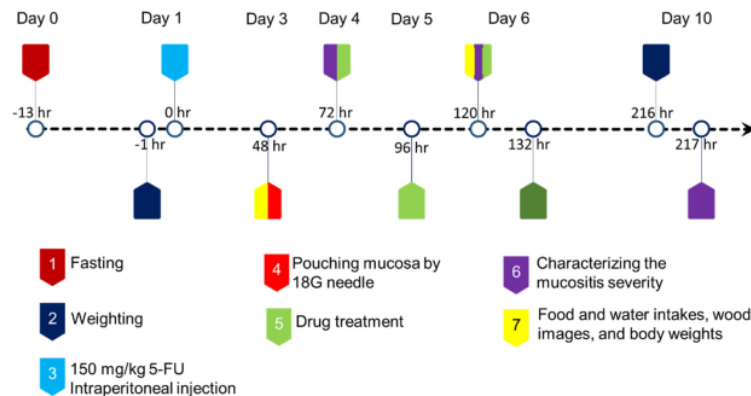 Day 0
Day 1
Day 3
Day 4
Day 5
Day 6
Day 10
-13 hr
0 hr
72 hr
120 hr
216 hr
-1 hr
48 hr
96 hr
132 hr
217 hr
1 Fasting
2 Weighting
3 150 mg/kg 5-FU
Intraperitoneal injection
4 Pouching mucosa by
18G needle
5 Drug treatment
6 Characterizing the
mucositis severity
7 Food and water intakes, wood
images, and body weights